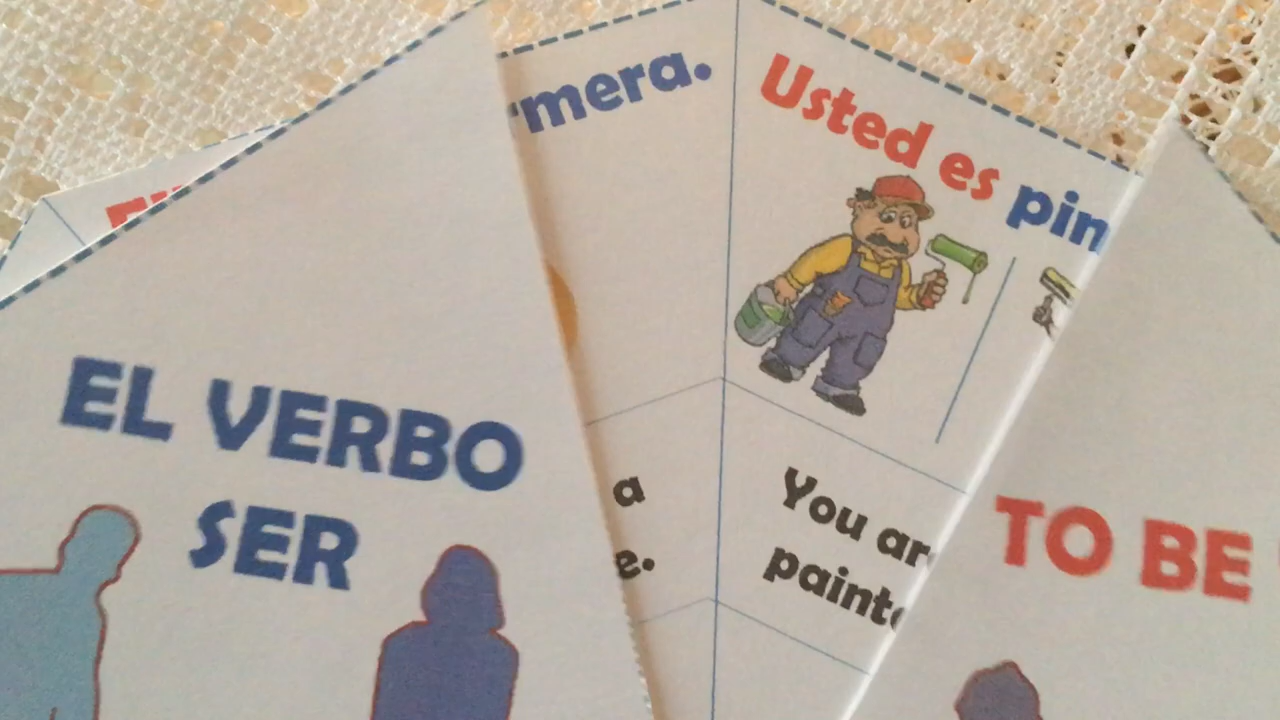 EL VERBO
SER
mera.
a
e.
Usted es pin
You ar
paint
TO BE